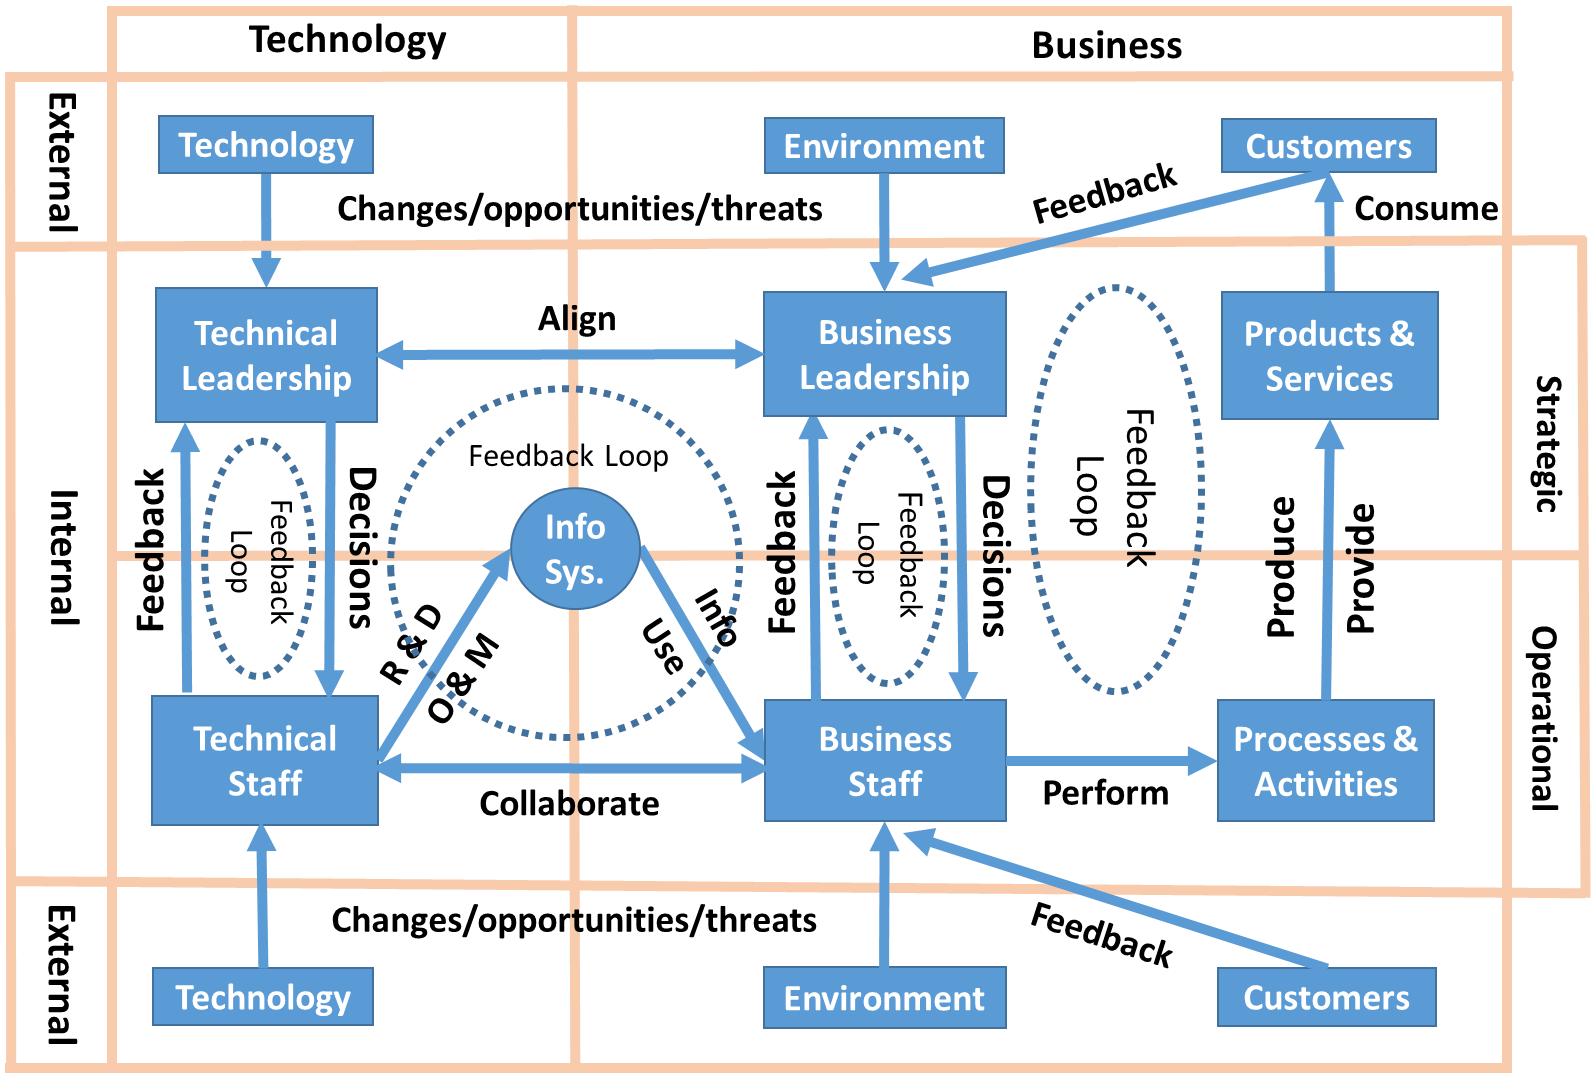 Technology
Business
External
Technology
Environment
Customers
Changes/opportunities/threats
Feedback
Consume
Internal
Technical
Leadership
Align
Business
Leadership
Products &
Services
Strategic
Feedback
Feedback
Loop
Decisions
Feedback Loop
Info
Sys.
Feedback
Feedback
Loop
Decisions
Feedback
Loop
Produce
Provide
R & D
O & M
Info
Use
Operational
Technical
Staff
Collaborate
Business
Staff
Perform
Processes &
Activities
External
Changes/opportunities/threats
Feedback
Technology
Environment
Customers